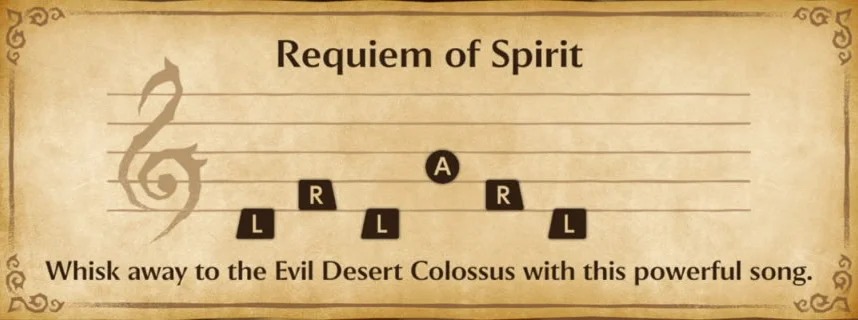 Requiem of Spirit
L R L A R L
Whisk away to the Evil Desert Colossus with this powerful song.